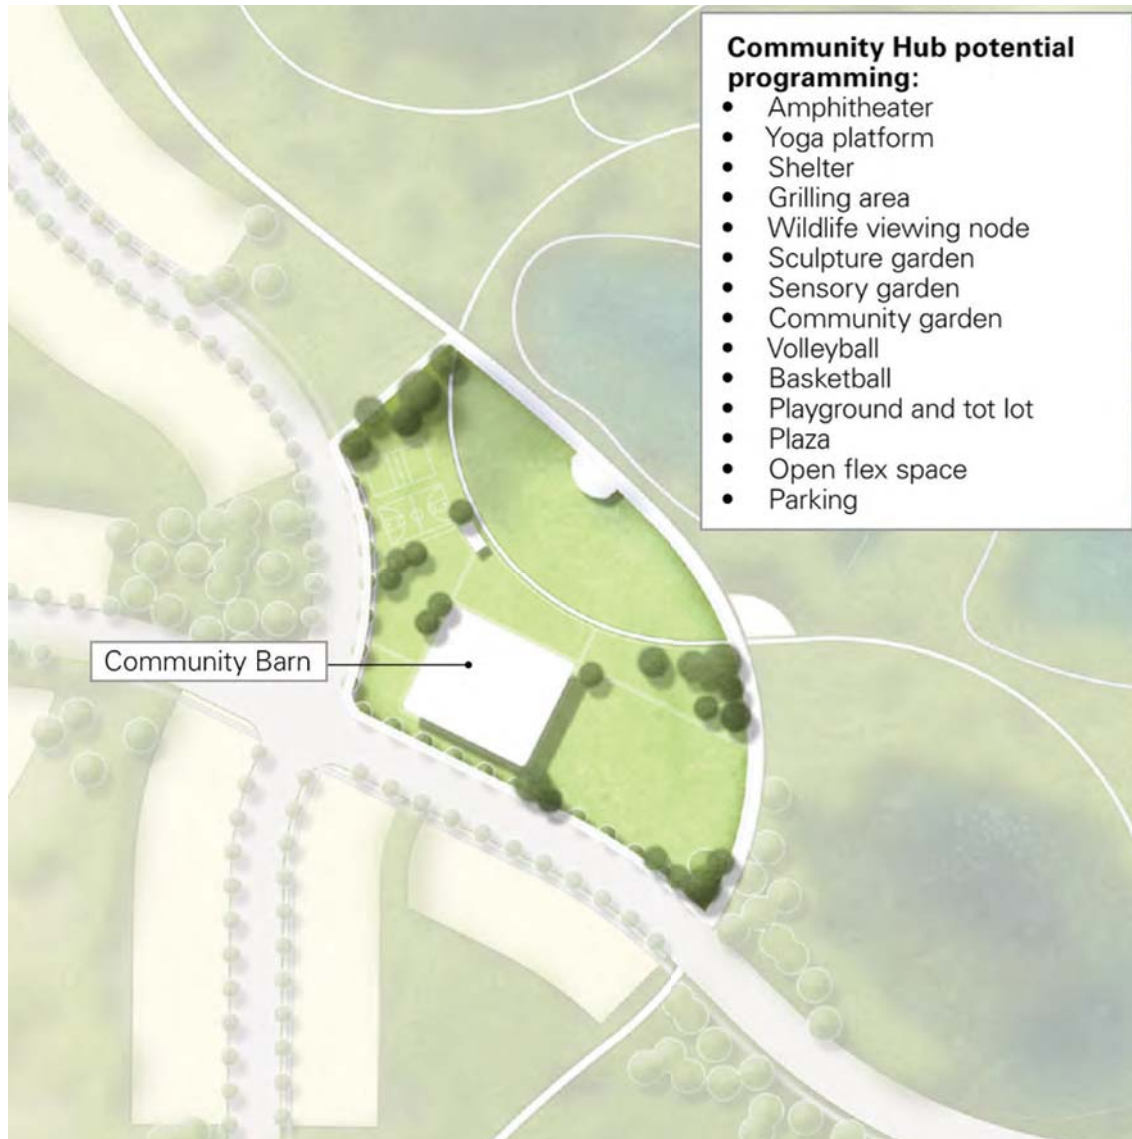 Community Hub potential
programming:
• Amphitheater
• Yoga platform
• Shelter
• Grilling area
• Wildlife viewing node
• Sculpture garden
• Sensory garden
• Community garden
• Volleyball
• Basketball
• Playground and tot lot
• Plaza
• Open flex space
• Parking
Community Barn